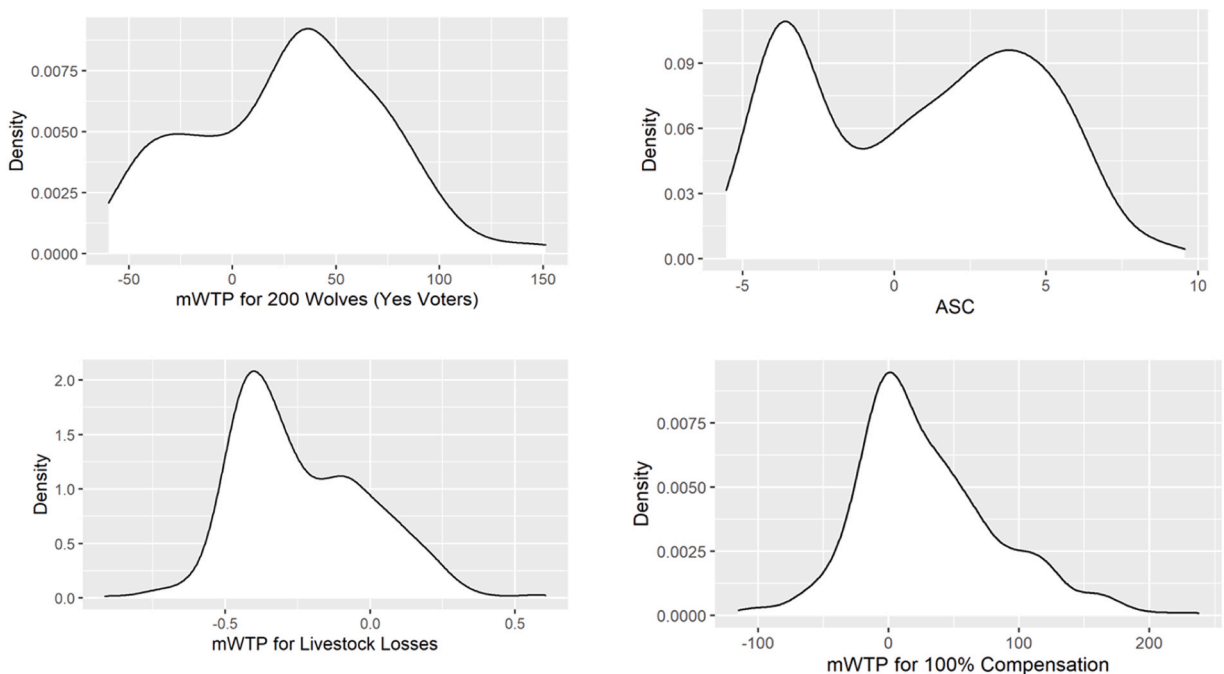 Density
0.0075
0.0050
0.0025
0.0000
-50 0 50 100 150
mWTP for 200 Wolves (Yes Voters)
Density
0.09
0.06
0.03
0.00
-5 0 5 10
ASC
Density
2.0
1.5
1.0
0.5
0.0
-0.5 0.0 0.5
mWTP for Livestock Losses
Density
0.0075
0.0050
0.0025
0.0000
-100 0 100 200
mWTP for 100% Compensation